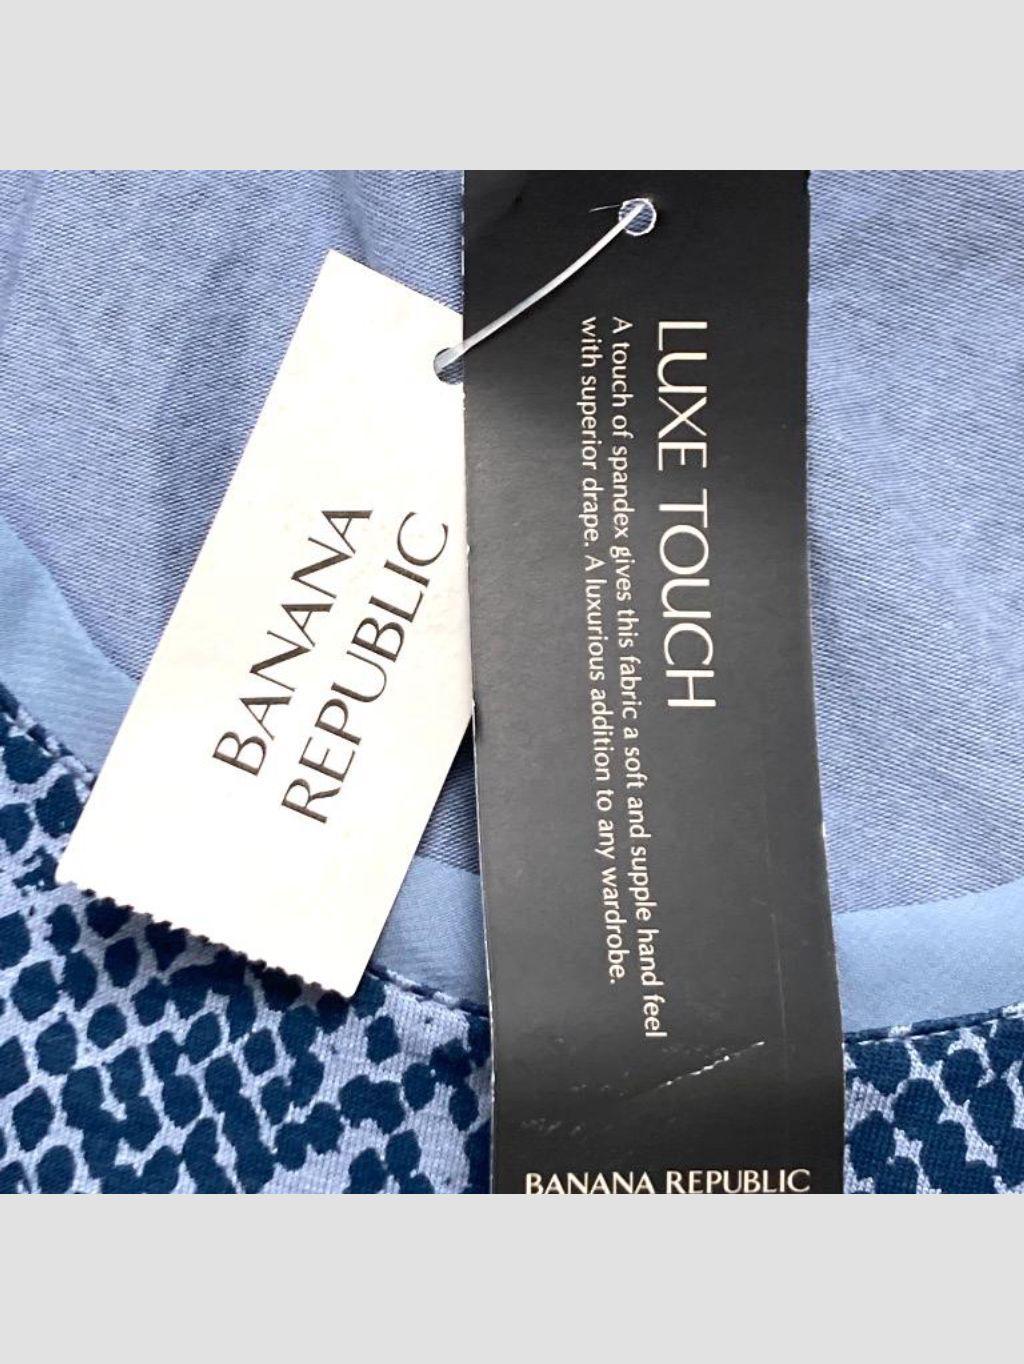 BANANA
REPUBLIC
LUXE TOUCH
A touch of spandex gives this fabric a soft and supple hand feel
with superior drape. A luxurious addition to any wardrobe.
BANANA REPUBLIC